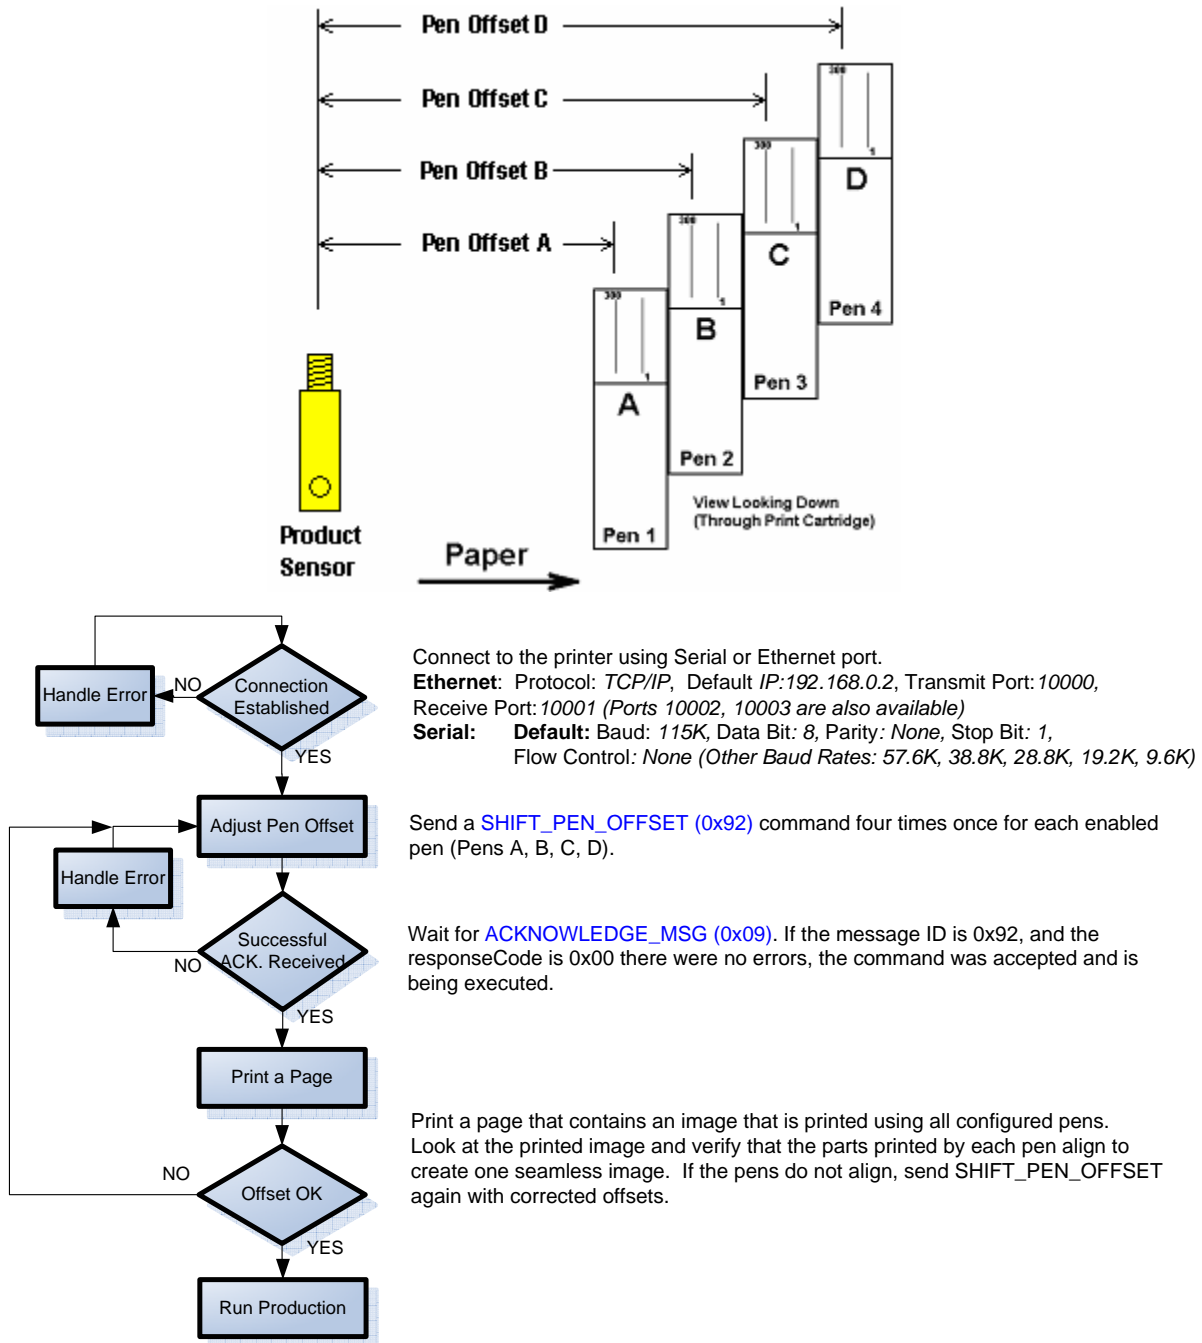 Pen Offset D
300
1
D
Pen 4
Pen Offset C
300
1
C
Pen 3
Pen Offset B
300
1
B
Pen 2
Pen Offset A
300
1
A
Pen 1
View Looking Down
(Through Print Cartridge)
Product
Sensor
Paper
Handle Error
NO
Connection
Established
YES
Connect to the printer using Serial or Ethernet port.
Ethernet: Protocol: TCP/IP, Default IP:192.168.0.2, Transmit Port:10000,
Receive Port:10001 (Ports 10002, 10003 are also available)
Serial: Default: Baud: 115K, Data Bit: 8, Parity: None, Stop Bit: 1,
Flow Control: None (Other Baud Rates: 57.6K, 38.8K, 28.8K, 19.2K, 9.6K)
Adjust Pen Offset
Send a SHIFT_PEN_OFFSET (0x92) command four times once for each enabled
pen (Pens A, B, C, D).
Handle Error
NO
Successful
ACK. Received
YES
Wait for ACKNOWLEDGE_MSG (0x09). If the message ID is 0x92, and the
responseCode is 0x00 there were no errors, the command was accepted and is
being executed.
Print a Page
NO
Offset OK
YES
Print a page that contains an image that is printed using all configured pens.
Look at the printed image and verify that the parts printed by each pen align to
create one seamless image. If the pens do not align, send SHIFT_PEN_OFFSET
again with corrected offsets.
Run Production